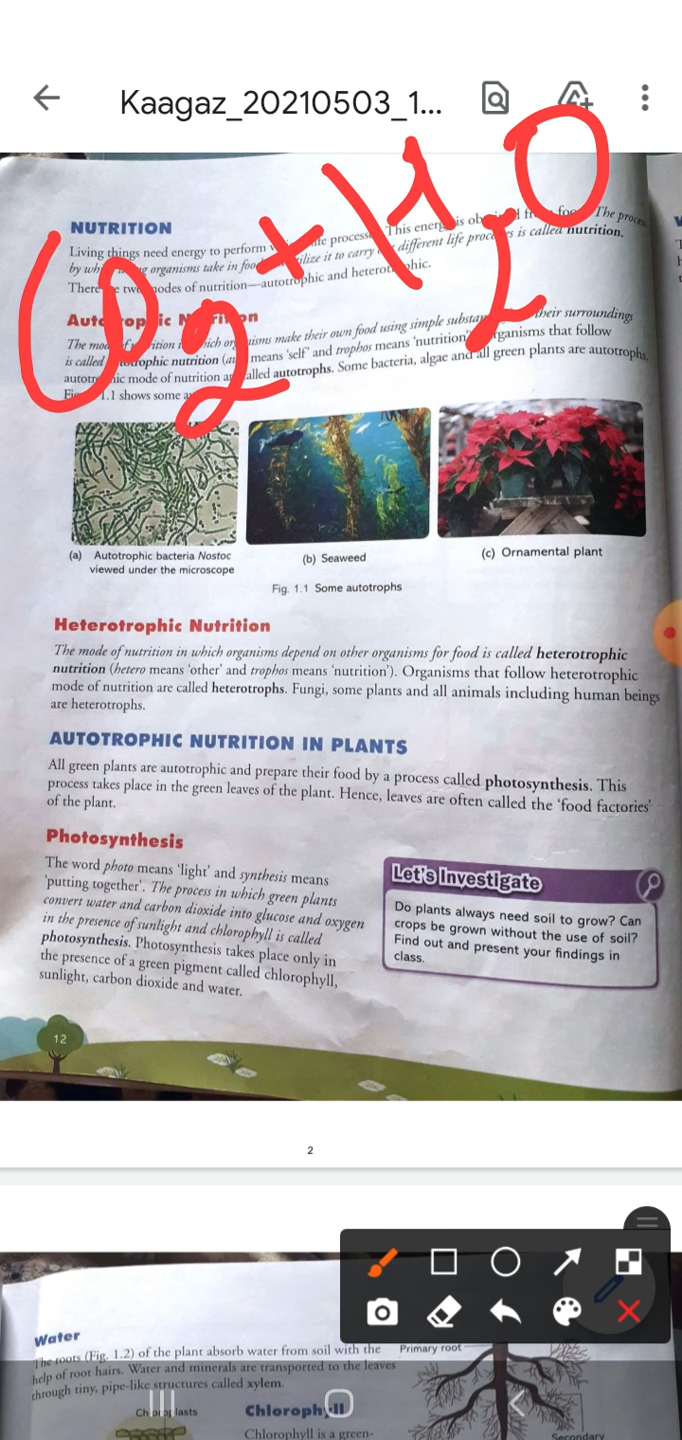 Kaagaz_20210503_1...
CO2+H2O
NUTRITION
Living things need energy to perform processes. This energy is from food. The process
by organisms take in food utilize it to carry different life processes is called nutrition.
There two modes of nutrition—autotrophic and heterotrophic.
Autotrophic Nutrition
The mode nutrition in which organisms make their own food using simple their surroundings
is called autotrophic nutrition means 'self' and trophos means 'nutrition' organisms that follow
autotrophic mode of nutrition are called autotrophs. Some bacteria, algae and all green plants are autotrophs.
1.1 shows some
(a) Autotrophic bacteria Nostoc
viewed under the microscope
(b) Seaweed
(c) Ornamental plant
Fig. 1.1 Some autotrophs
Heterotrophic Nutrition
The mode of nutrition in which organisms depend on other organisms for food is called heterotrophic
nutrition (hetero means 'other' and trophos means 'nutrition'). Organisms that follow heterotrophic
mode of nutrition are called heterotrophs. Fungi, some plants and all animals including human beings
are heterotrophs.
AUTOTROPHIC NUTRITION IN PLANTS
All green plants are autotrophic and prepare their food by a process called photosynthesis. This
process takes place in the green leaves of the plant. Hence, leaves are often called the 'food factories'
of the plant.
Photosynthesis
The word photo means 'light' and synthesis means
'putting together'. The process in which green plants
convert water and carbon dioxide into glucose and oxygen
in the presence of sunlight and chlorophyll is called
photosynthesis. Photosynthesis takes place only in
the presence of a green pigment called chlorophyll,
sunlight, carbon dioxide and water.
Let's Investigate
Do plants always need soil to grow? Can
crops be grown without the use of soil?
Find out and present your findings in
class.
12
2
Water
The roots (Fig. 1.2) of the plant absorb water from soil with the
help of root hairs. Water and minerals are transported to the leaves
through tiny, pipe-like structures called xylem.
Primary root
Chloroplasts
Chlorophyll
Chlorophyll is a green-
Secondary